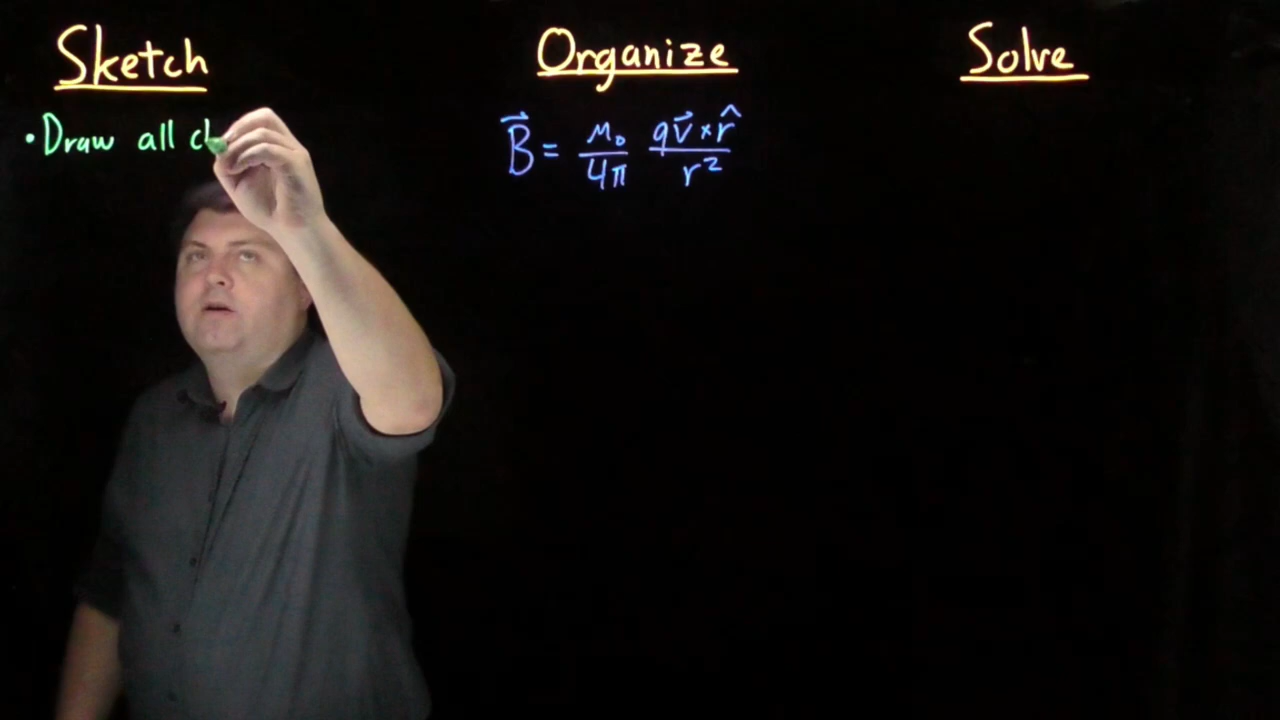 Sketch
Organize
Solve
• Draw all
B⃗ = μ₀/4π qv⃗ × r̂/r²